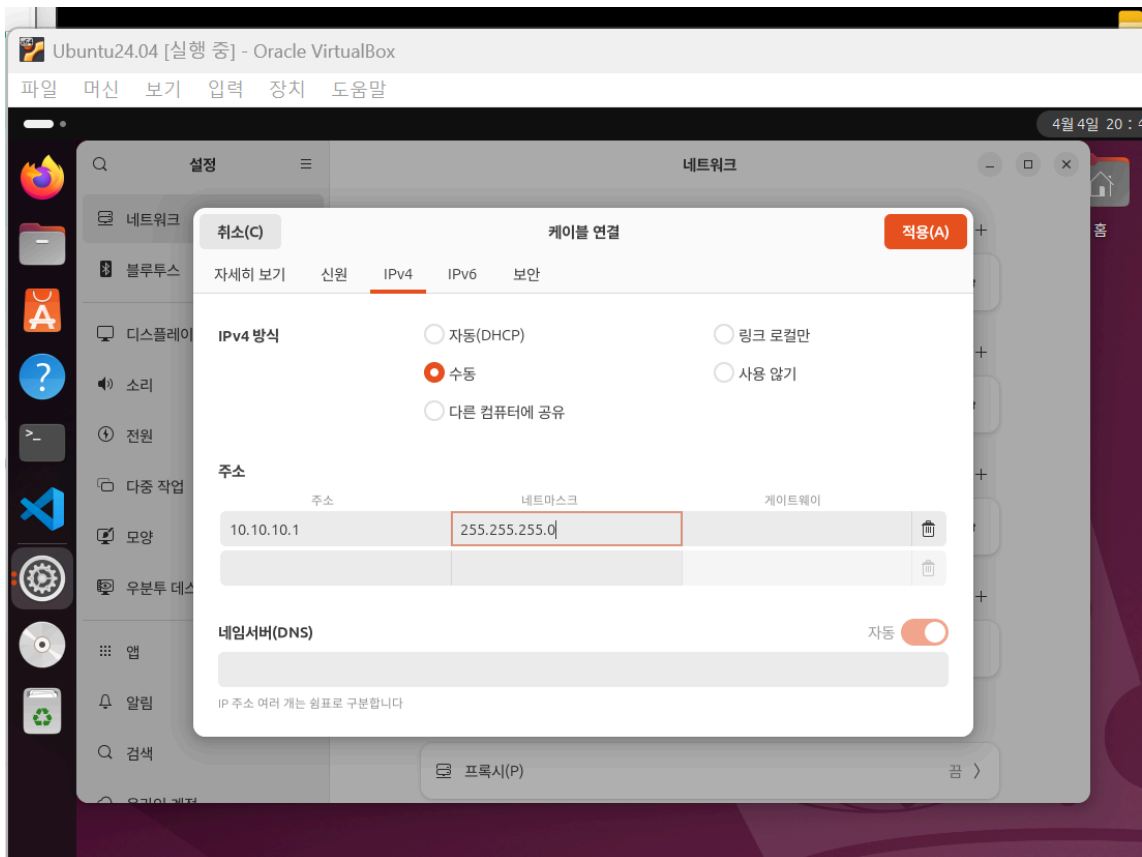 Ubuntu24.04 [실행 중] - Oracle VirtualBox
파일 머신 보기 입력 장치 도움말
4월 4일 20 :
설정
네트워크
네트워크
블루투스
디스플레이
소리
전원
다중 작업
모양
우분투 데스
앱
알림
검색
홈
취소(C)
케이블 연결
적용(A)
자세히 보기 신원 IPv4 IPv6 보안
IPv4 방식
자동(DHCP)
링크 로컬만
수동
사용 않기
다른 컴퓨터에 공유
주소
주소 네트마스크 게이트웨이
10.10.10.1 255.255.255.0
네임서버(DNS)
자동
IP 주소 여러 개는 쉼표로 구분합니다
프록시(P)
끔